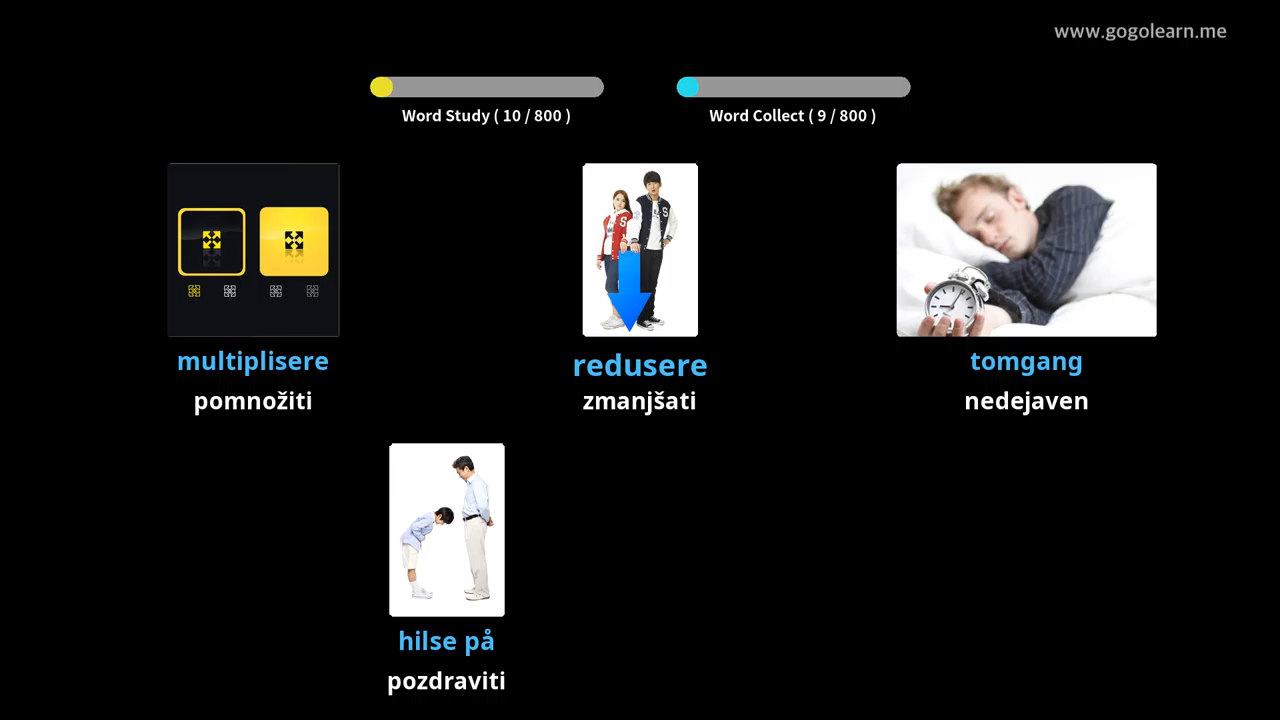 www.gogolearn.me
Word Study ( 10 / 800 )
Word Collect ( 9 / 800 )
multiplisere
pomnožiti
redusere
zmanjšati
tomgang
nedejaven
hilse på
pozdraviti